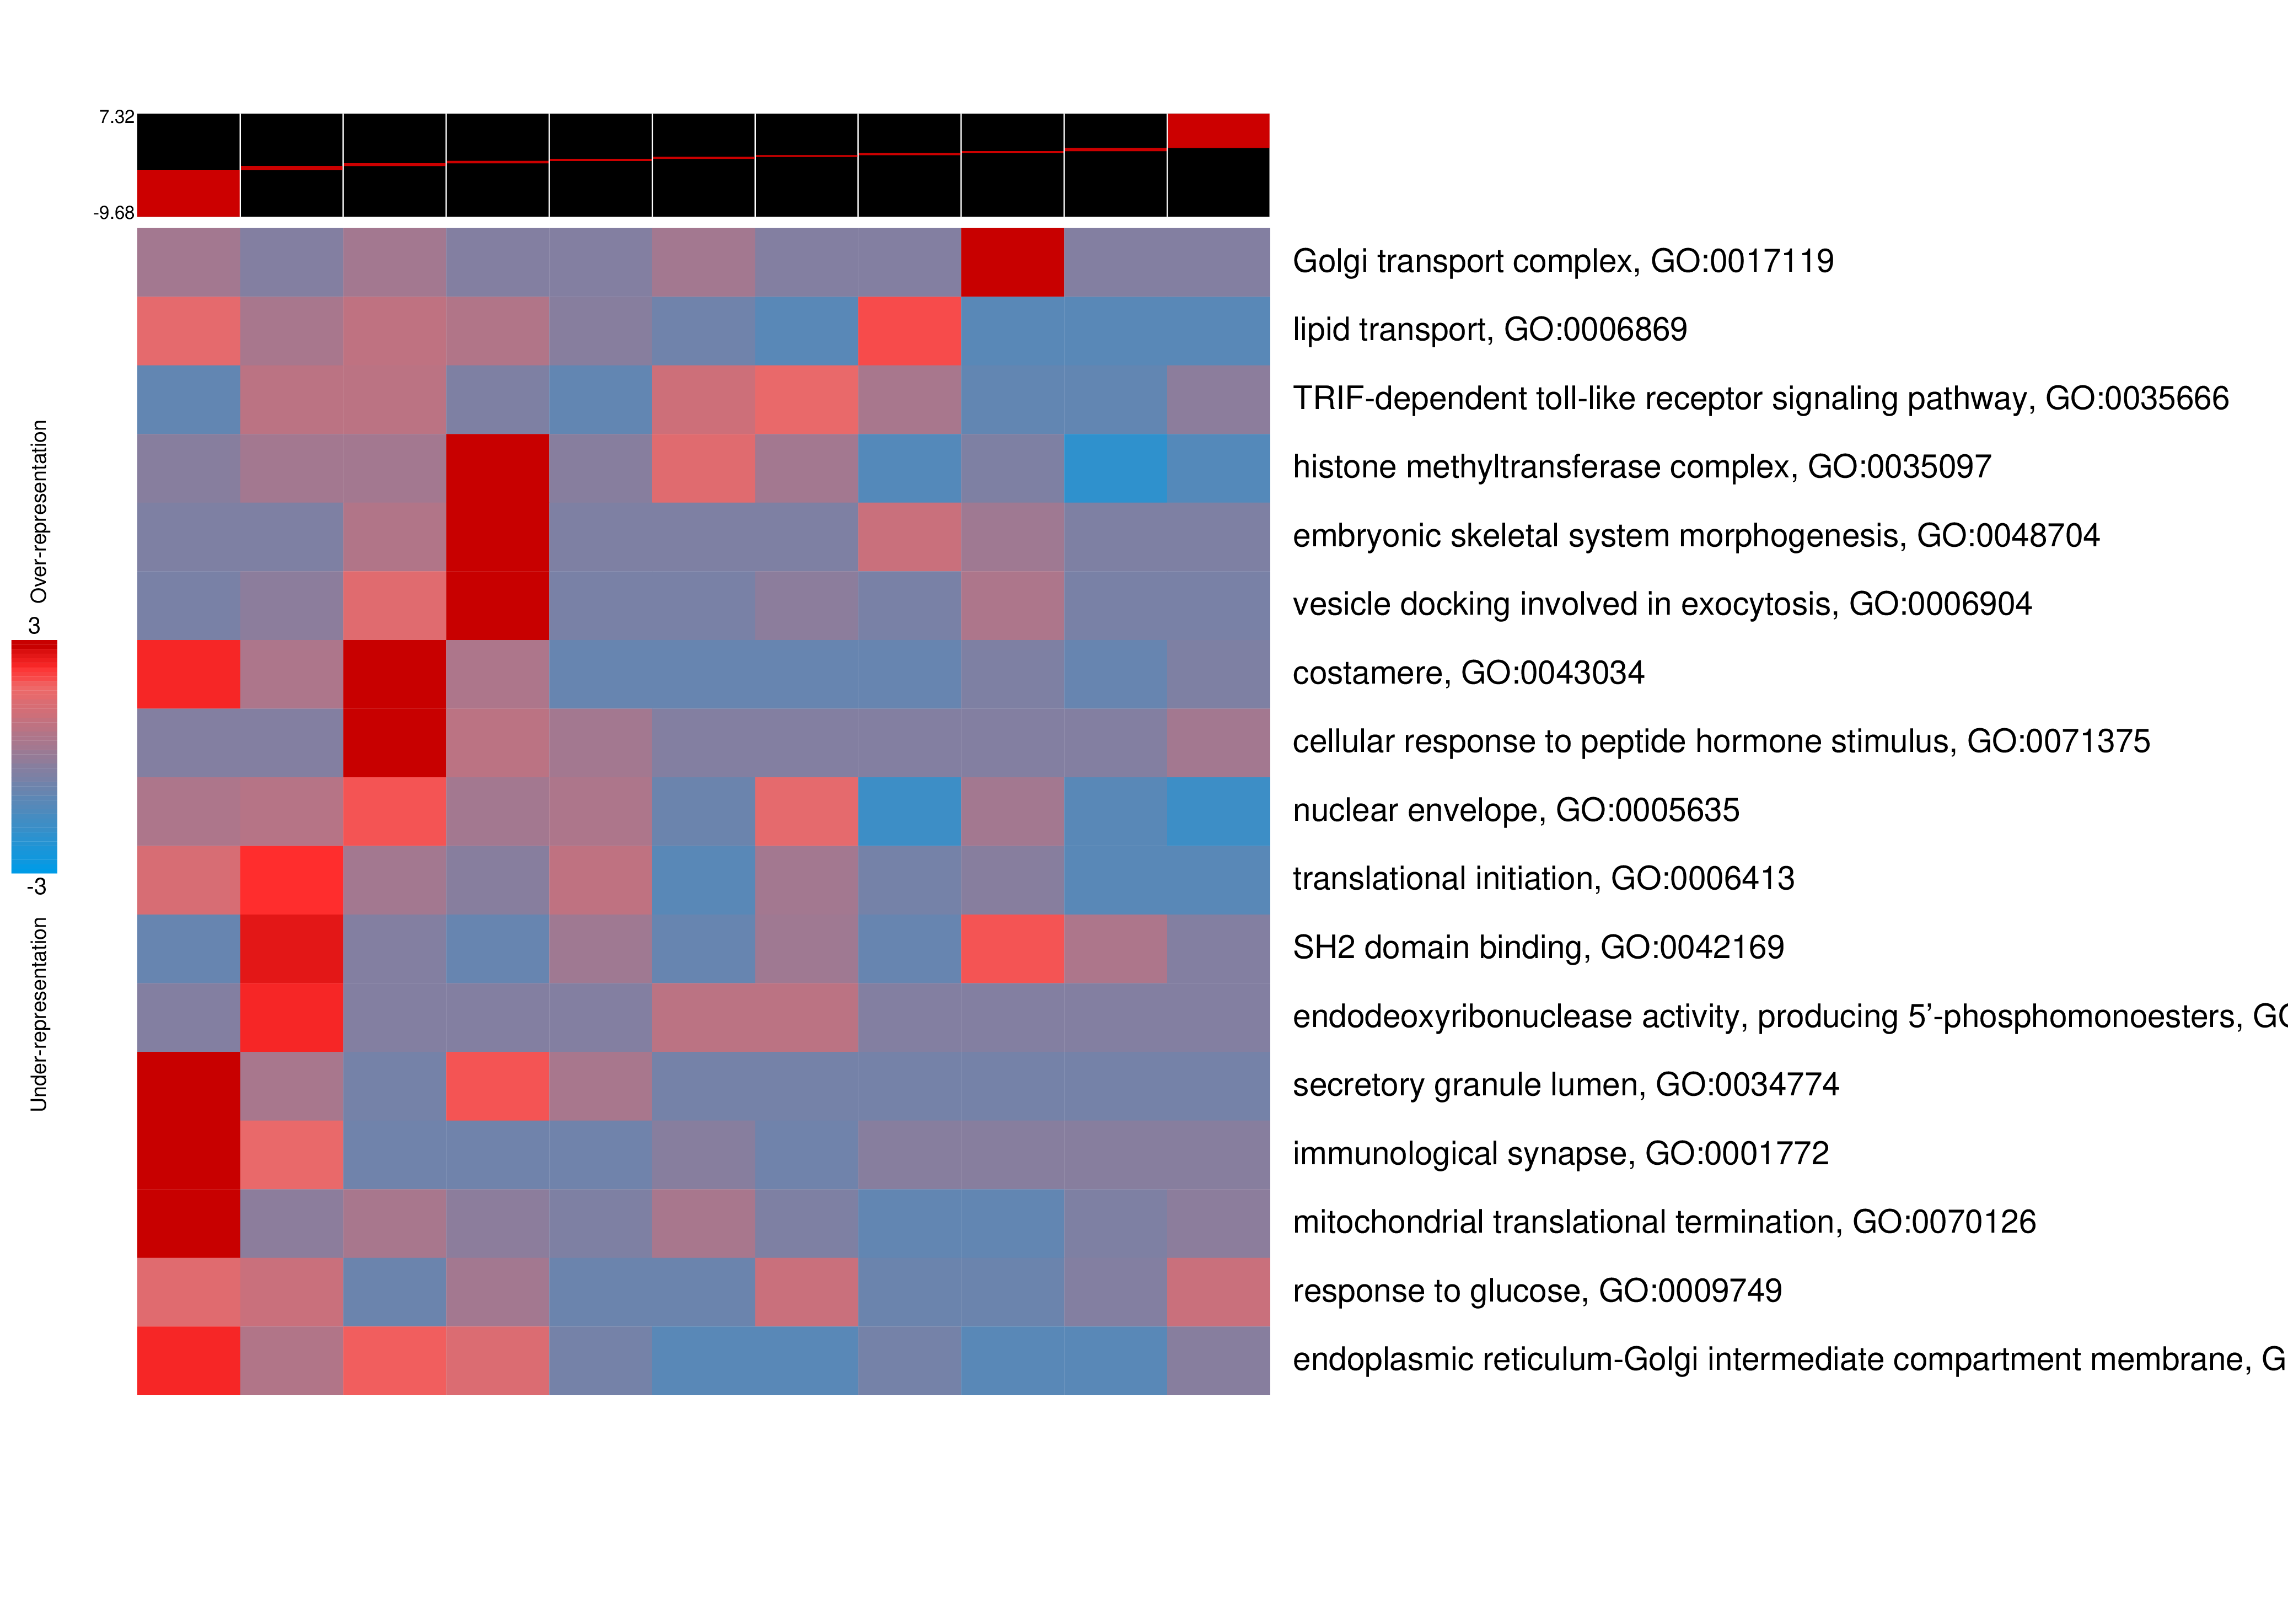 7.32
-9.68
Golgi transport complex, GO:0017119
lipid transport, GO:0006869
TRIF-dependent toll-like receptor signaling pathway, GO:0035666
histone methyltransferase complex, GO:0035097
embryonic skeletal system morphogenesis, GO:0048704
vesicle docking involved in exocytosis, GO:0006904
costamere, GO:0043034
cellular response to peptide hormone stimulus, GO:0071375
nuclear envelope, GO:0005635
translational initiation, GO:0006413
SH2 domain binding, GO:0042169
endodeoxyribonuclease activity, producing 5’-phosphomonoesters, GO
secretory granule lumen, GO:0034774
immunological synapse, GO:0001772
mitochondrial translational termination, GO:0070126
response to glucose, GO:0009749
endoplasmic reticulum-Golgi intermediate compartment membrane, G
Over-representation
3
-3
Under-representation